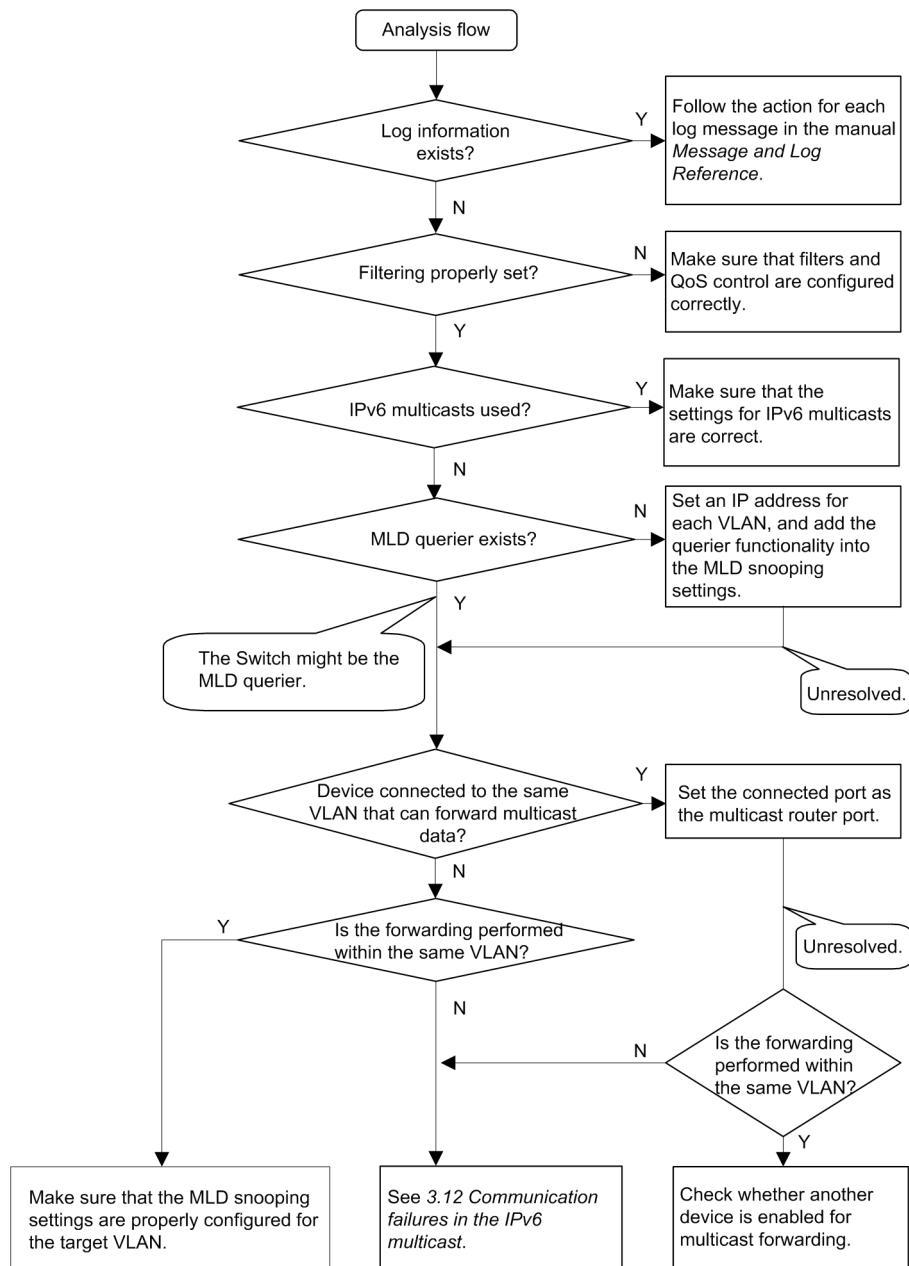 Analysis flow
Log information
exists?
Y
Follow the action for each
log message in the manual
Message and Log
Reference.
N
Filtering properly set?
N
Make sure that filters and
QoS control are configured
correctly.
Y
IPv6 multicasts used?
Y
Make sure that the
settings for IPv6 multicasts
are correct.
N
MLD querier exists?
N
Set an IP address for
each VLAN, and add the
querier functionality into
the MLD snooping
settings.
Y
The Switch might be the
MLD querier.
Unresolved.
Device connected to the same
VLAN that can forward multicast
data?
Y
Set the connected port as
the multicast router port.
N
Y
Is the forwarding performed
within the same VLAN?
Unresolved.
N
N
Is the forwarding
performed within
the same VLAN?
Y
Make sure that the MLD snooping
settings are properly configured for
the target VLAN.
See 3.12 Communication
failures in the IPv6
multicast.
Check whether another
device is enabled for
multicast forwarding.